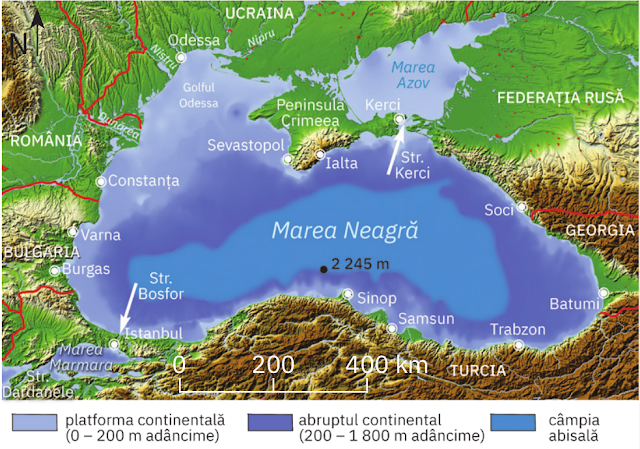 UCRAINA
N
Odessa
Nistru
Nipru
Golful
Odessa
Marea
Azov
FEDERAȚIA RUSĂ
Peninsula
Crimeea
Kerci
Dunărea
ROMÂNIA
Sevastopol
Ialta
Str.
Kerci
Constanța
Soci
Marea Neagră
GEORGIA
Varna
BULGARIA
Burgas
2 245 m
Str.
Bosfor
Sinop
Batumi
Samsun
Istanbul
Trabzon
Marea
Marmara
0 200 400 km
TURCIA
Str.
Dardanele
platforma continentală
(0 – 200 m adâncime)
abruptul continental
(200 – 1 800 m adâncime)
câmpia
abisală